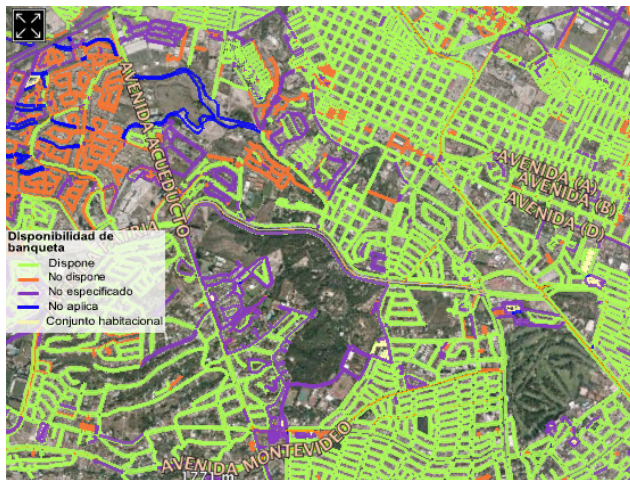 AVENIDA ACUEDUCTO
AVENIDA (A)
AVENIDA (B)
AVENIDA (D)
Disponibilidad de
banqueta
Dispone
No dispone
No especificado
No aplica
Conjunto habitacional
AVENIDA MONTEVIDEO
1771 m